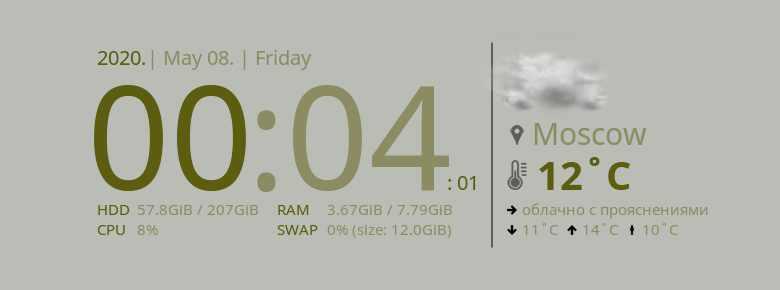 2020.| May 08. | Friday
00:04: 01
HDD 57.8GiB / 207GiB RAM 3.67GiB / 7.79GiB
CPU 8% SWAP 0% (size: 12.0GiB)
Moscow
12°C
→ облачно с прояснениями
↓ 11°C ↑ 14°C 10°C